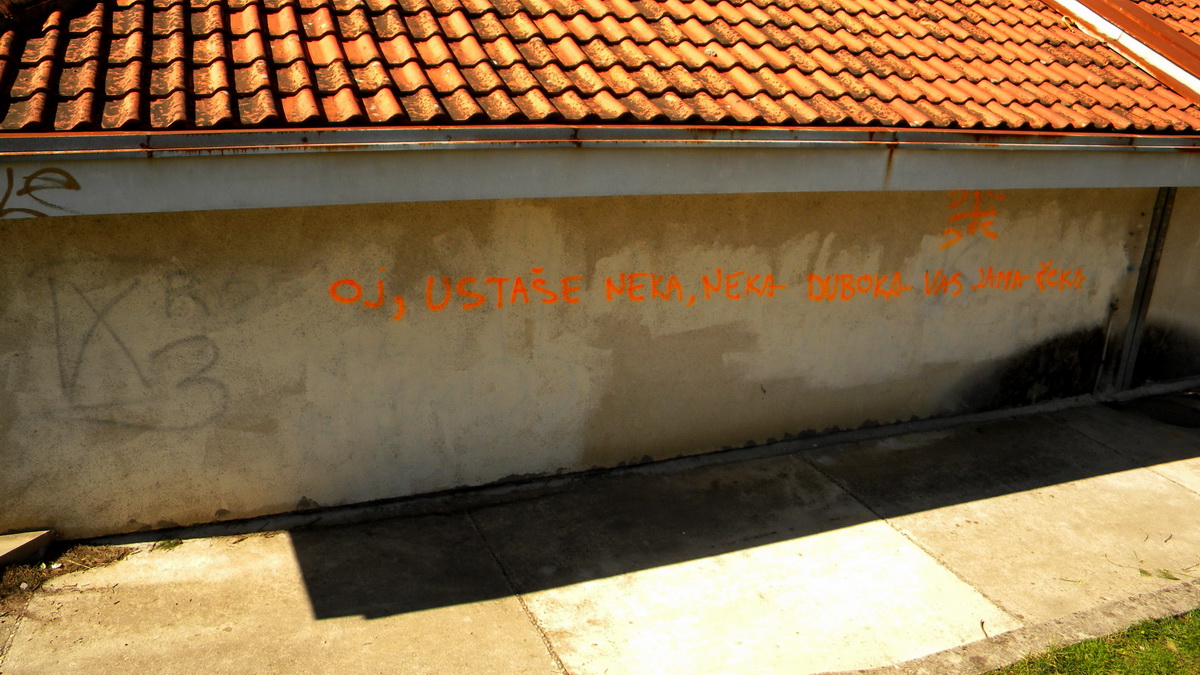 OJ, USTAŠE NEKA, NEKA DUBOKA VAS JAMA ČEKA